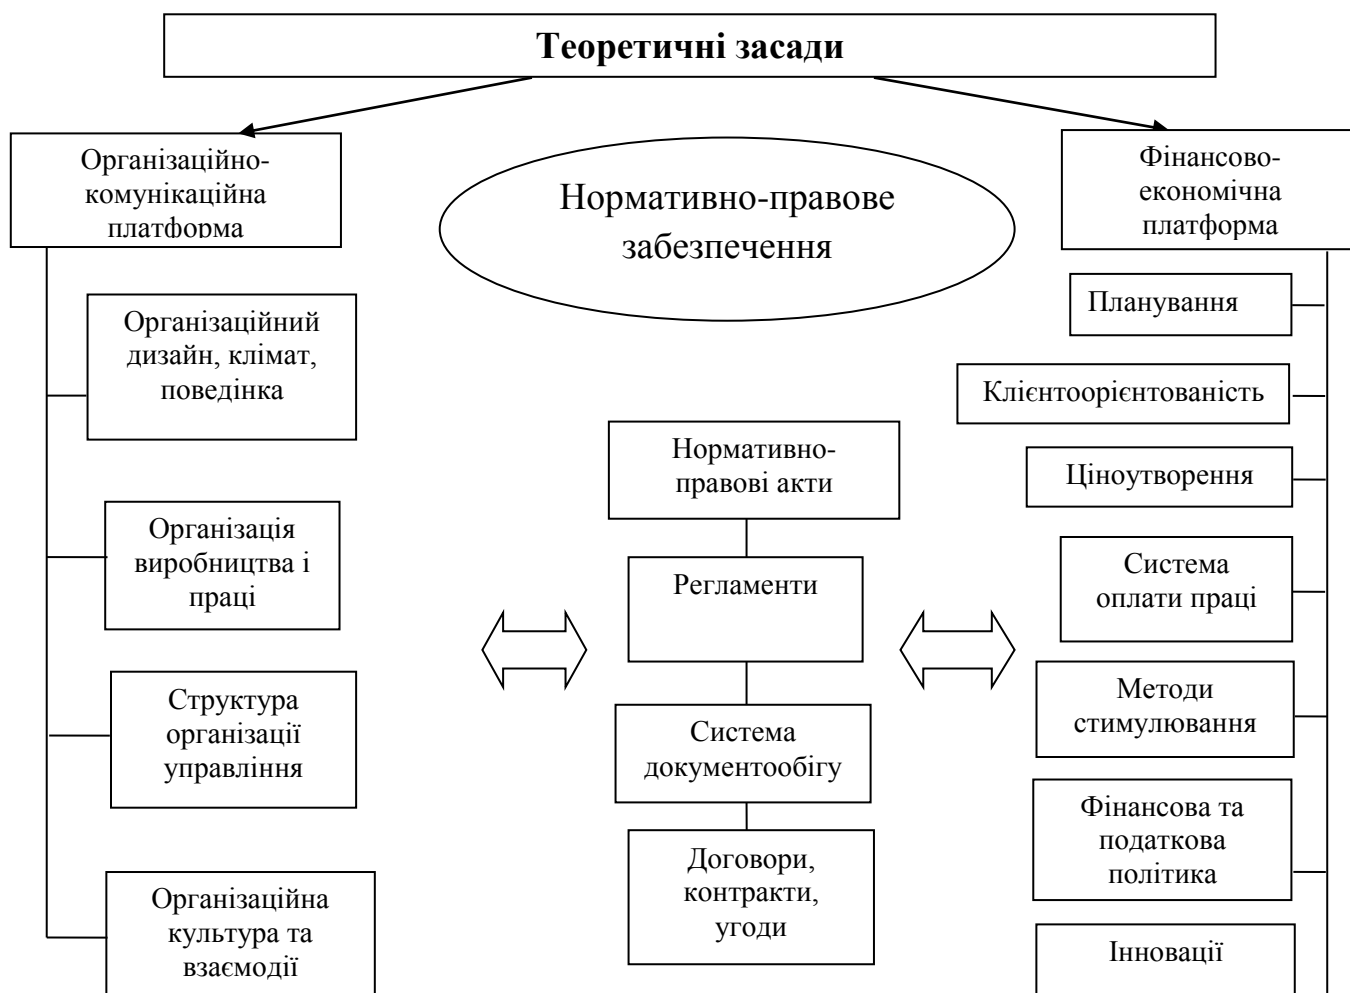 Теоретичні засади
Організаційно-
комунікаційна
платформа
Організаційний
дизайн, клімат,
поведінка
Організація
виробництва і
праці
Структура
організації
управління
Організаційна
культура та
взаємодії
Нормативно-правове
забезпечення
Нормативно-
правові акти
Регламенти
Система
документообігу
Договори,
контракти,
угоди
Фінансово-
економічна
платформа
Планування
Клієнтоорієнтованість
Ціноутворення
Система
оплати праці
Методи
стимулювання
Фінансова та
податкова
політика
Інновації